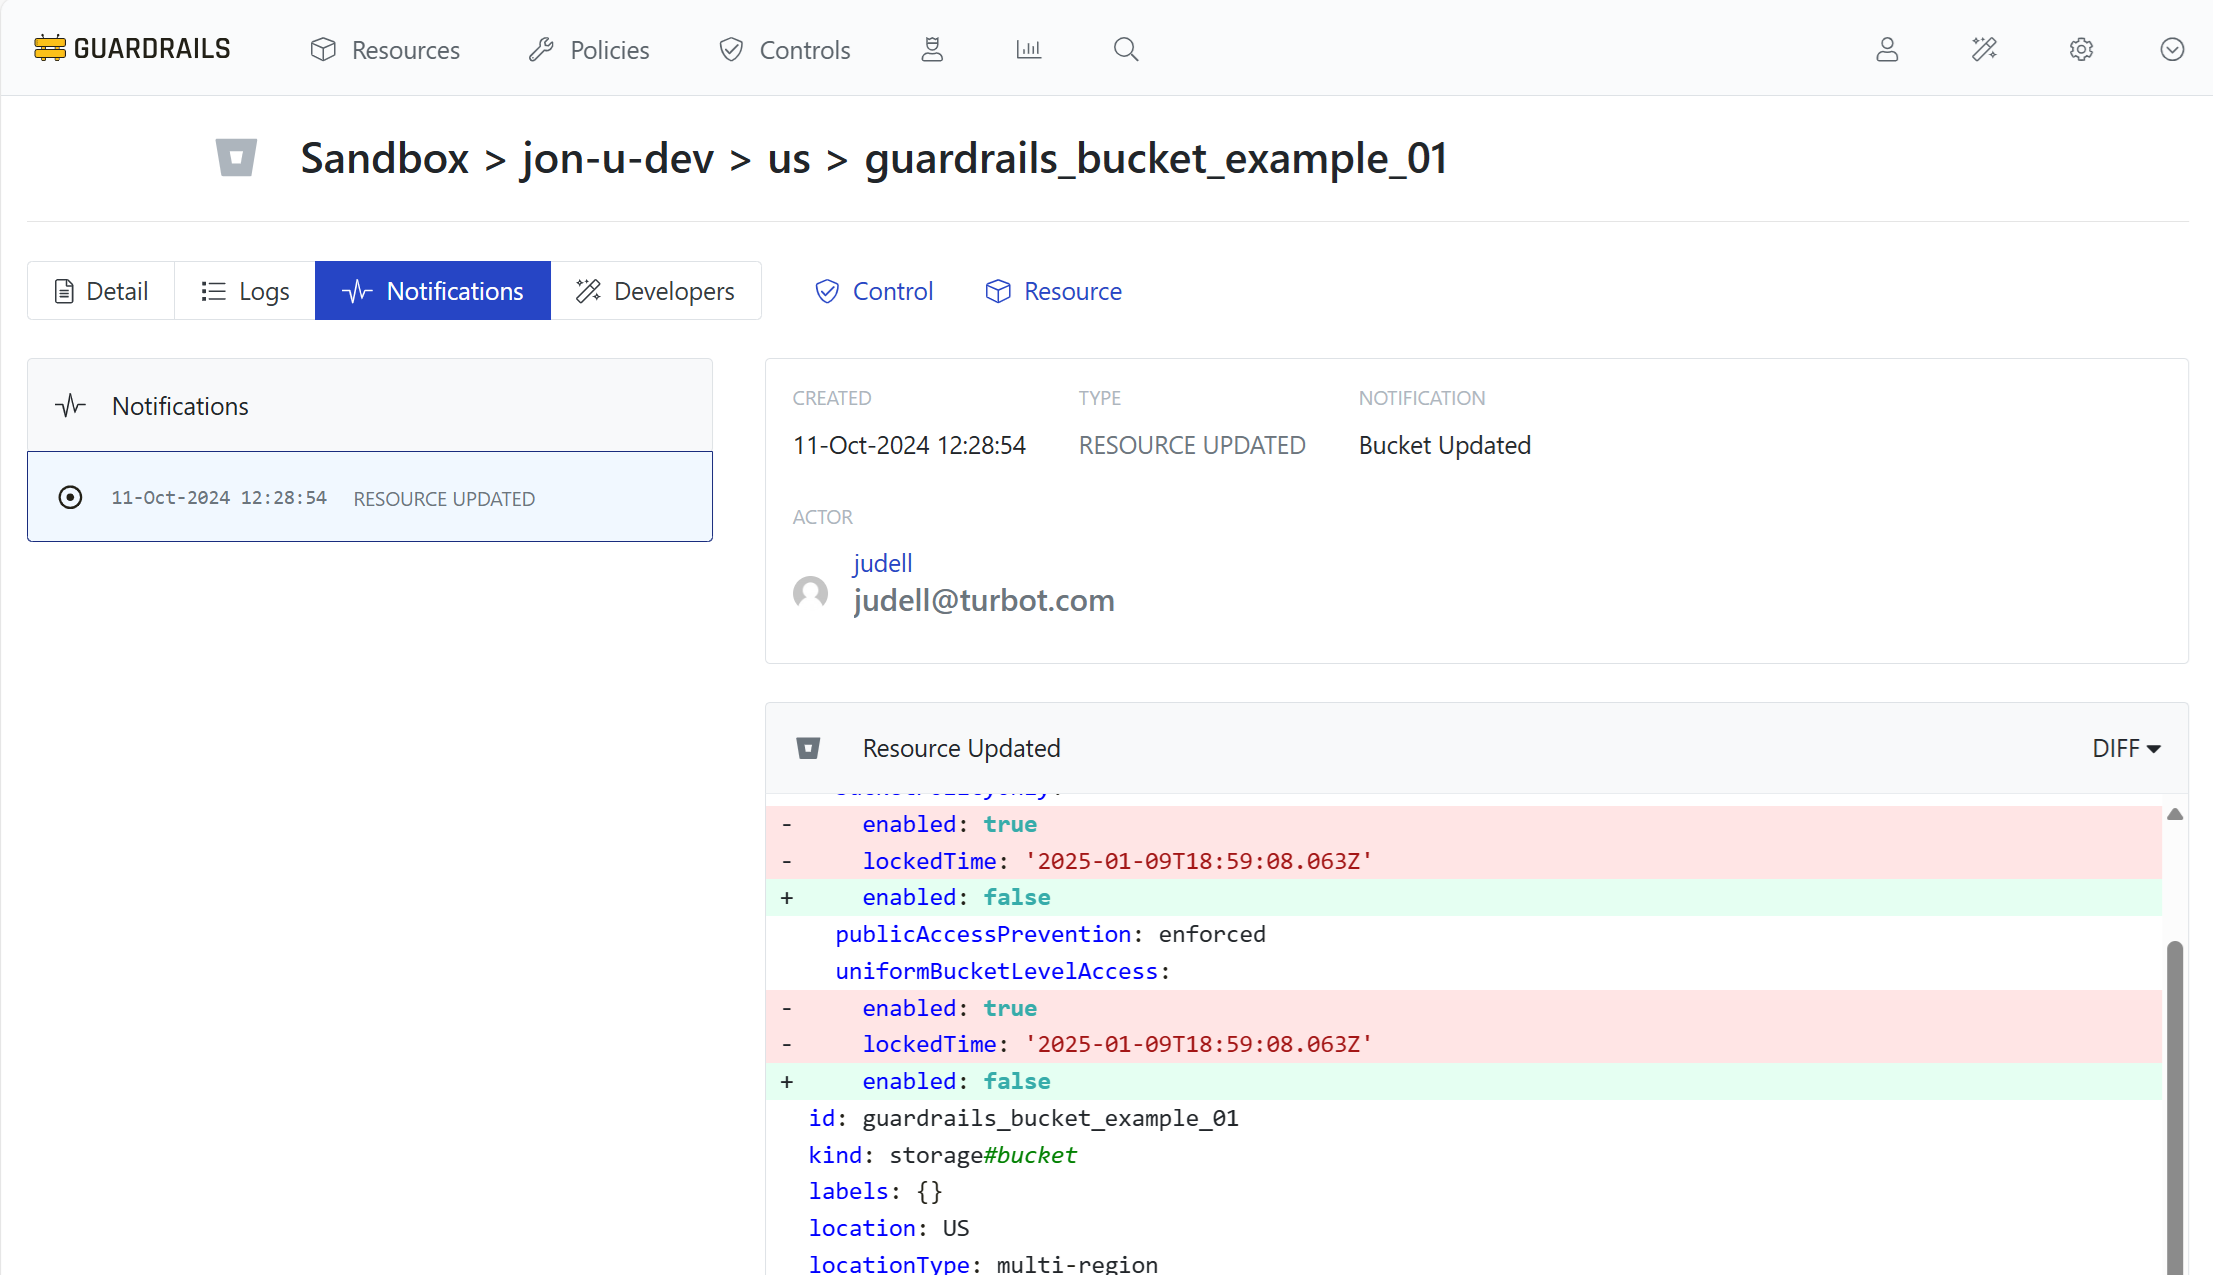 GUARDRAILS Resources Policies Controls
Sandbox > jon-u-dev > us > guardrails_bucket_example_01
Detail Logs Notifications Developers Control Resource
Notifications
11-Oct-2024 12:28:54 RESOURCE UPDATED
CREATED TYPE NOTIFICATION
11-Oct-2024 12:28:54 RESOURCE UPDATED Bucket Updated
ACTOR
judell
judell@turbot.com
Resource Updated DIFF
- enabled: true
- lockedTime: '2025-01-09T18:59:08.063Z'
+ enabled: false
publicAccessPrevention: enforced
uniformBucketLevelAccess:
- enabled: true
- lockedTime: '2025-01-09T18:59:08.063Z'
+ enabled: false
id: guardrails_bucket_example_01
kind: storage#bucket
labels: {}
location: US
locationType: multi-region